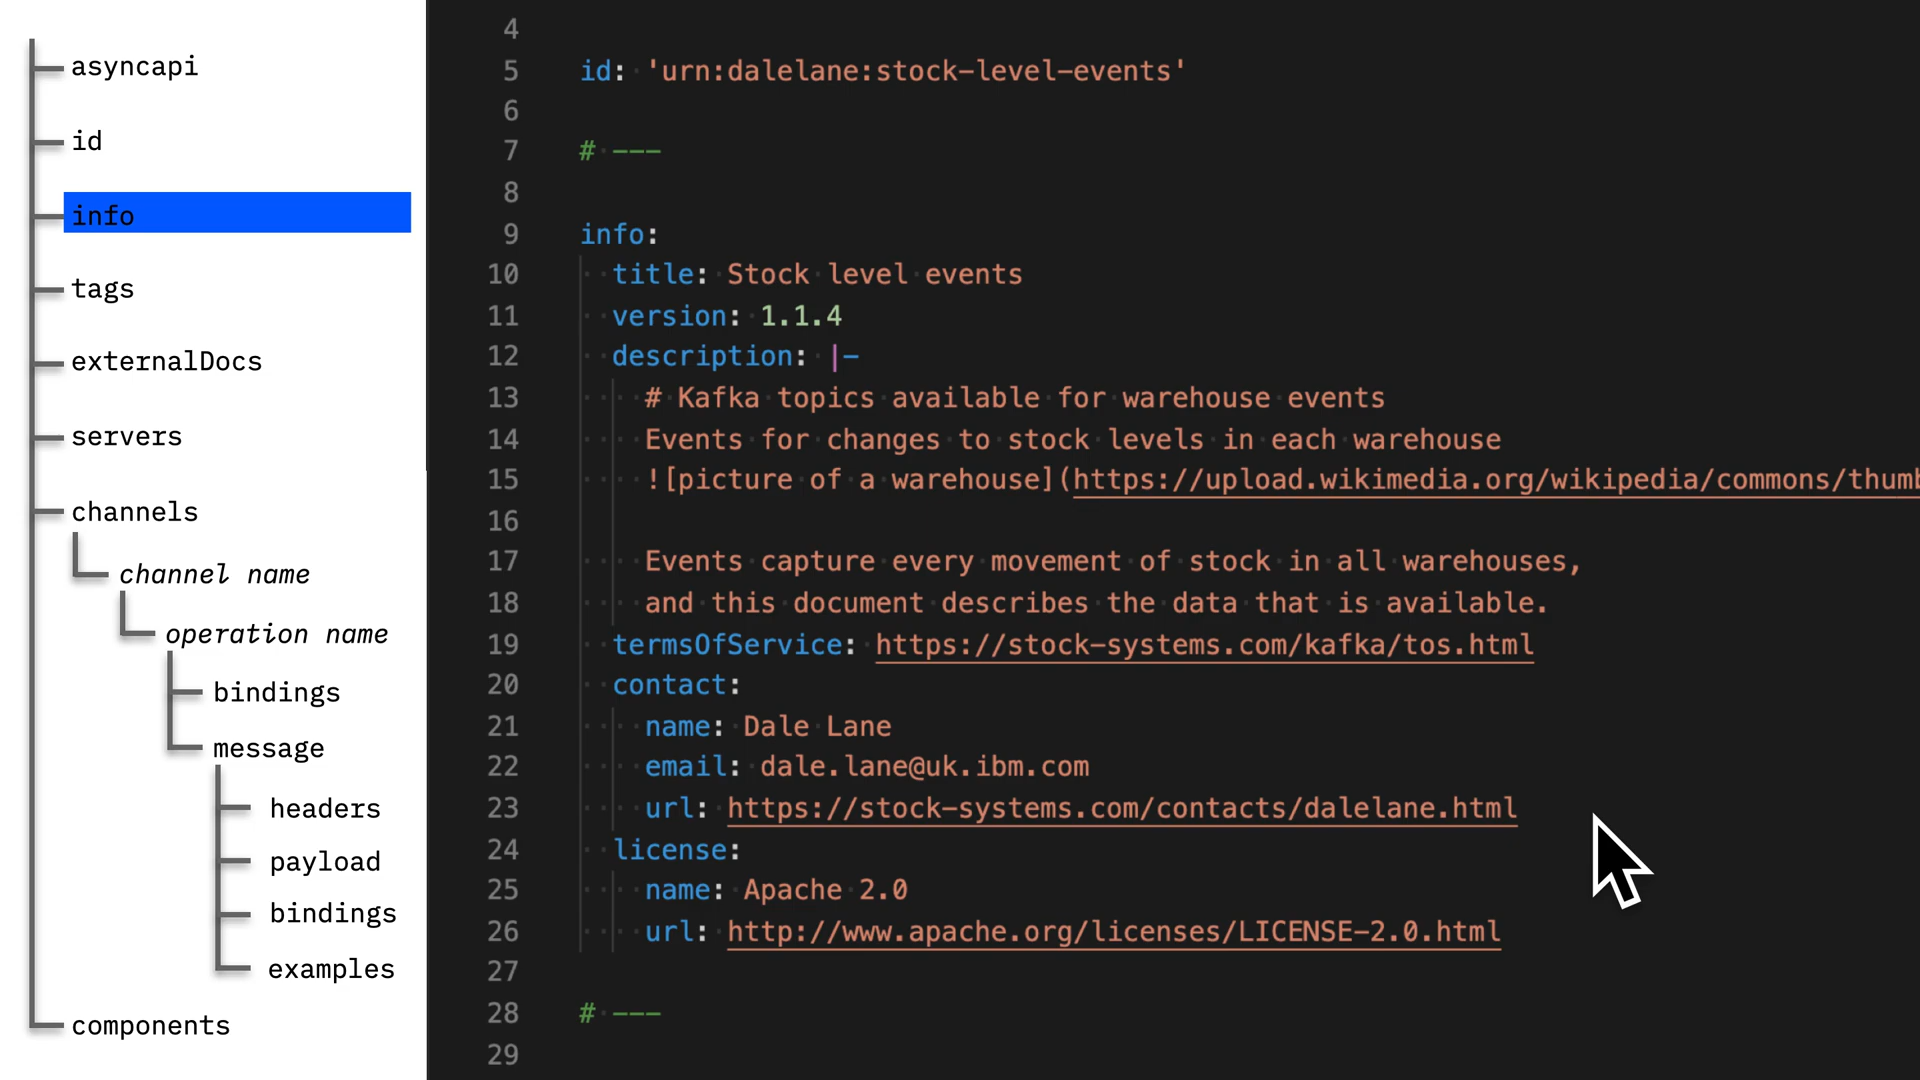 asyncapi
id
info
tags
externalDocs
servers
channels
channel name
operation name
bindings
message
headers
payload
bindings
examples
components
4
5 id: 'urn:dalelane:stock-level-events'
6
7 # ---
8
9 info:
10 title: Stock level events
11 version: 1.1.4
12 description: |-
13 # Kafka topics available for warehouse events
14 Events for changes to stock levels in each warehouse
15 ![picture of a warehouse](https://upload.wikimedia.org/wikipedia/commons/thumb
16
17 Events capture every movement of stock in all warehouses,
18 and this document describes the data that is available.
19 termsOfService: https://stock-systems.com/kafka/tos.html
20 contact:
21 name: Dale Lane
22 email: dale.lane@uk.ibm.com
23 url: https://stock-systems.com/contacts/dalelane.html
24 license:
25 name: Apache 2.0
26 url: http://www.apache.org/licenses/LICENSE-2.0.html
27
28 # ---
29